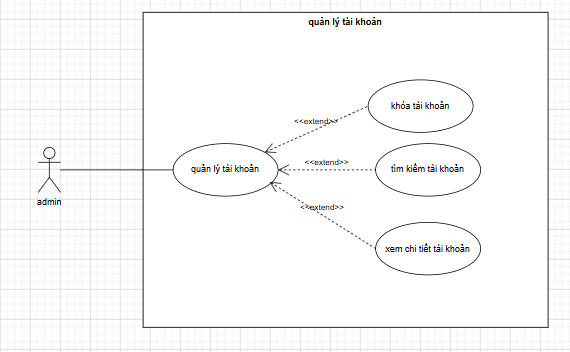 quản lý tài khoản
khóa tài khoản
<<extend>>
<<extend>>
quản lý tài khoản
tìm kiếm tài khoản
admin
<<extend>>
xem chi tiết tài khoản